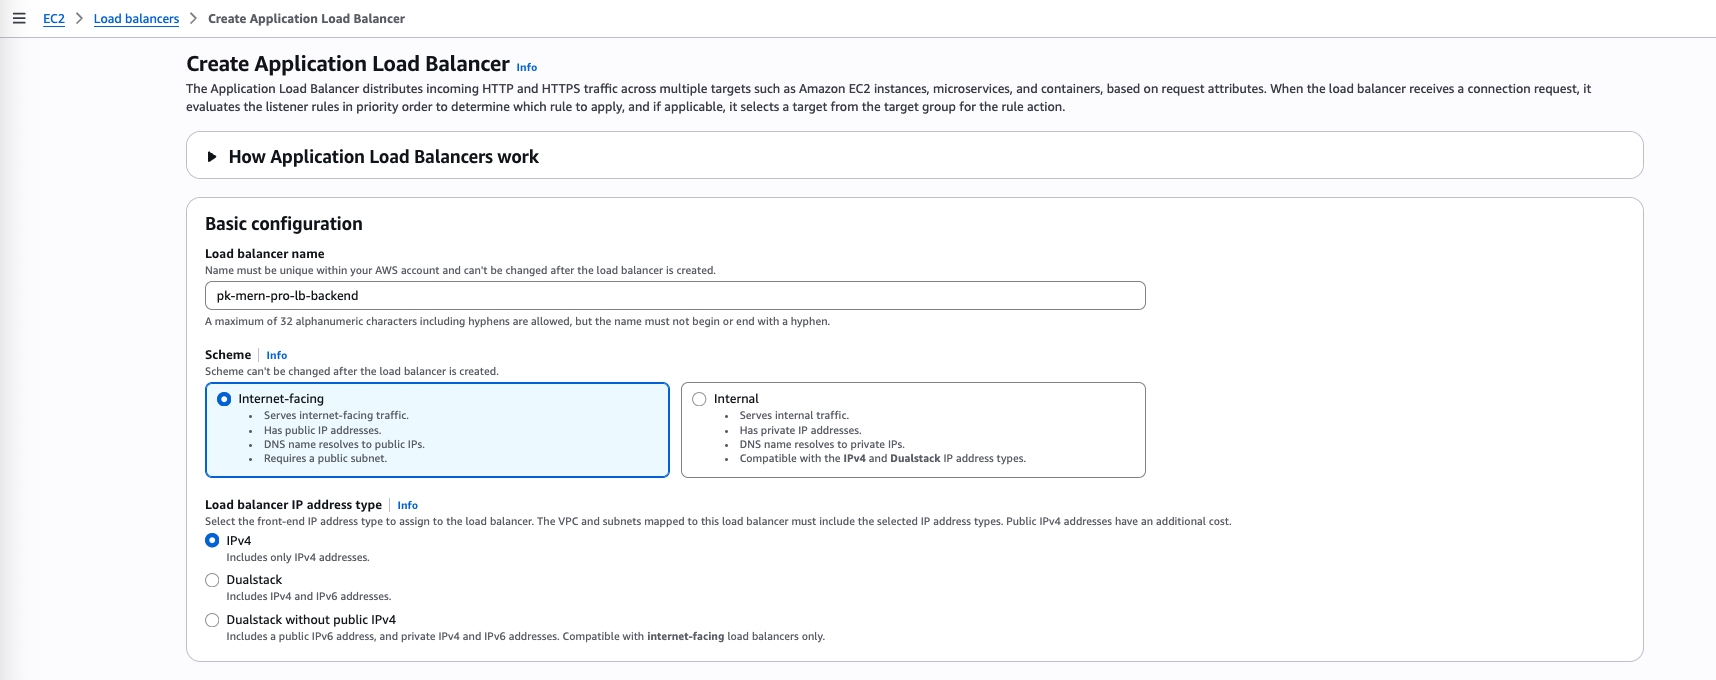 EC2 > Load balancers > Create Application Load Balancer
Create Application Load Balancer Info
The Application Load Balancer distributes incoming HTTP and HTTPS traffic across multiple targets such as Amazon EC2 instances, microservices, and containers, based on request attributes. When the load balancer receives a connection request, it
evaluates the listener rules in priority order to determine which rule to apply, and if applicable, it selects a target from the target group for the rule action.
How Application Load Balancers work
Basic configuration
Load balancer name
Name must be unique within your AWS account and can't be changed after the load balancer is created.
pk-mern-pro-lb-backend
A maximum of 32 alphanumeric characters including hyphens are allowed, but the name must not begin or end with a hyphen.
Scheme | Info
Scheme can't be changed after the load balancer is created.
Internet-facing
• Serves internet-facing traffic.
• Has public IP addresses.
• DNS name resolves to public IPs.
• Requires a public subnet.
Internal
• Serves internal traffic.
• Has private IP addresses.
• DNS name resolves to private IPs.
• Compatible with the IPv4 and Dualstack IP address types.
Load balancer IP address type | Info
Select the front-end IP address type to assign to the load balancer. The VPC and subnets mapped to this load balancer must include the selected IP address types. Public IPv4 addresses have an additional cost.
IPv4
Includes only IPv4 addresses.
Dualstack
Includes IPv4 and IPv6 addresses.
Dualstack without public IPv4
Includes a public IPv6 address, and private IPv4 and IPv6 addresses. Compatible with internet-facing load balancers only.